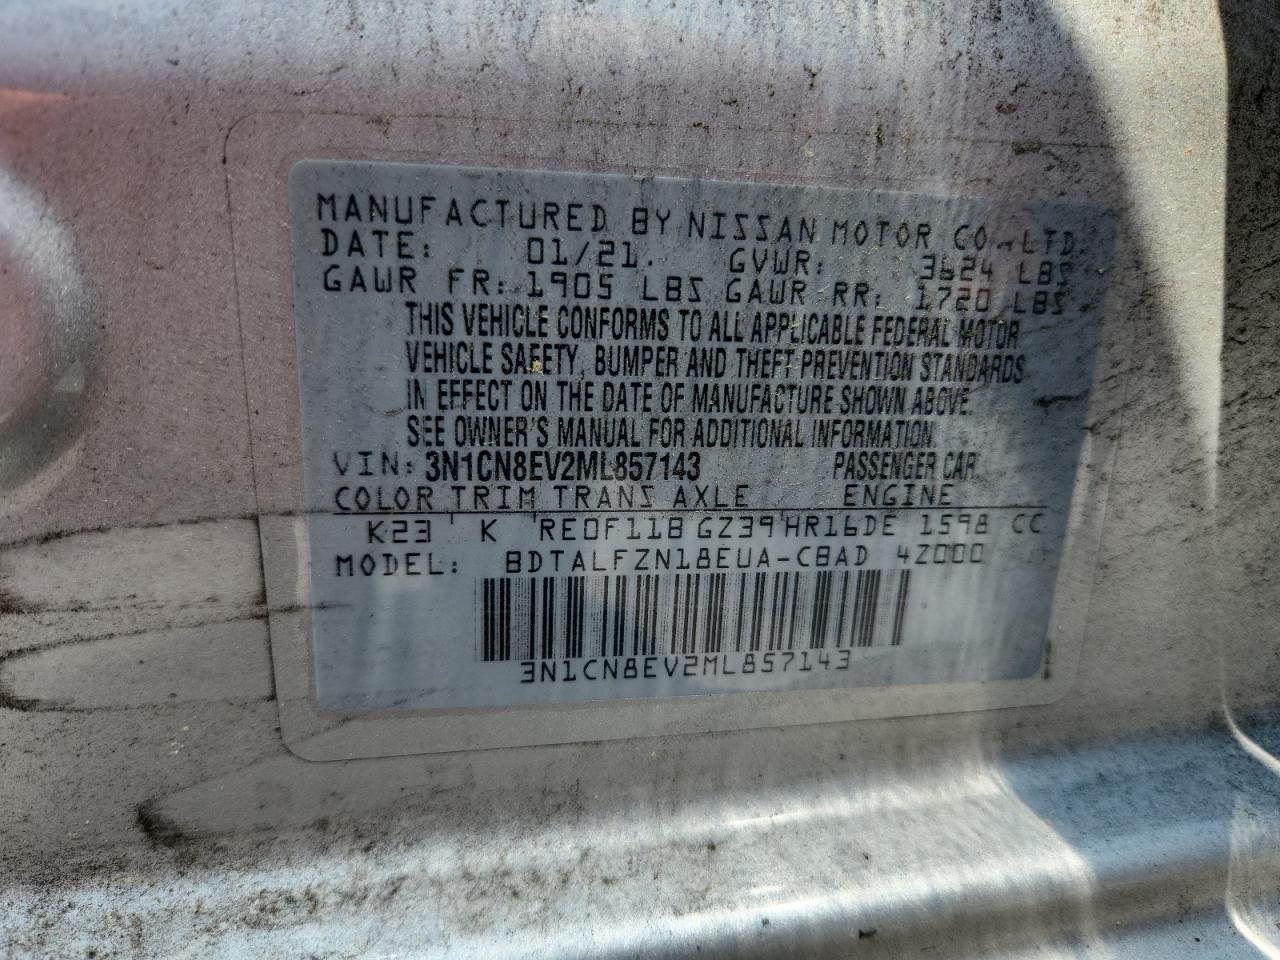 MANUFACTURED BY NISSAN MOTOR CO.,LTD.
DATE: 01/21. GVWR: 3624 LBS
GAWR FR: 1905 LBS GAWR RR: 1720 LBS
THIS VEHICLE CONFORMS TO ALL APPLICABLE FEDERAL MOTOR
VEHICLE SAFETY, BUMPER AND THEFT PREVENTION STANDARDS
IN EFFECT ON THE DATE OF MANUFACTURE SHOWN ABOVE.
SEE OWNER'S MANUAL FOR ADDITIONAL INFORMATION.
VIN: 3N1CN8EV2ML857143 PASSENGER CAR
COLOR TRIM TRANS AXLE ENGINE
K23 K RE0F11B GZ39 HR16DE 1598 CC
MODEL: BDTALFZN18EUA-CBAD 4Z000
3N1CN8EV2ML857143